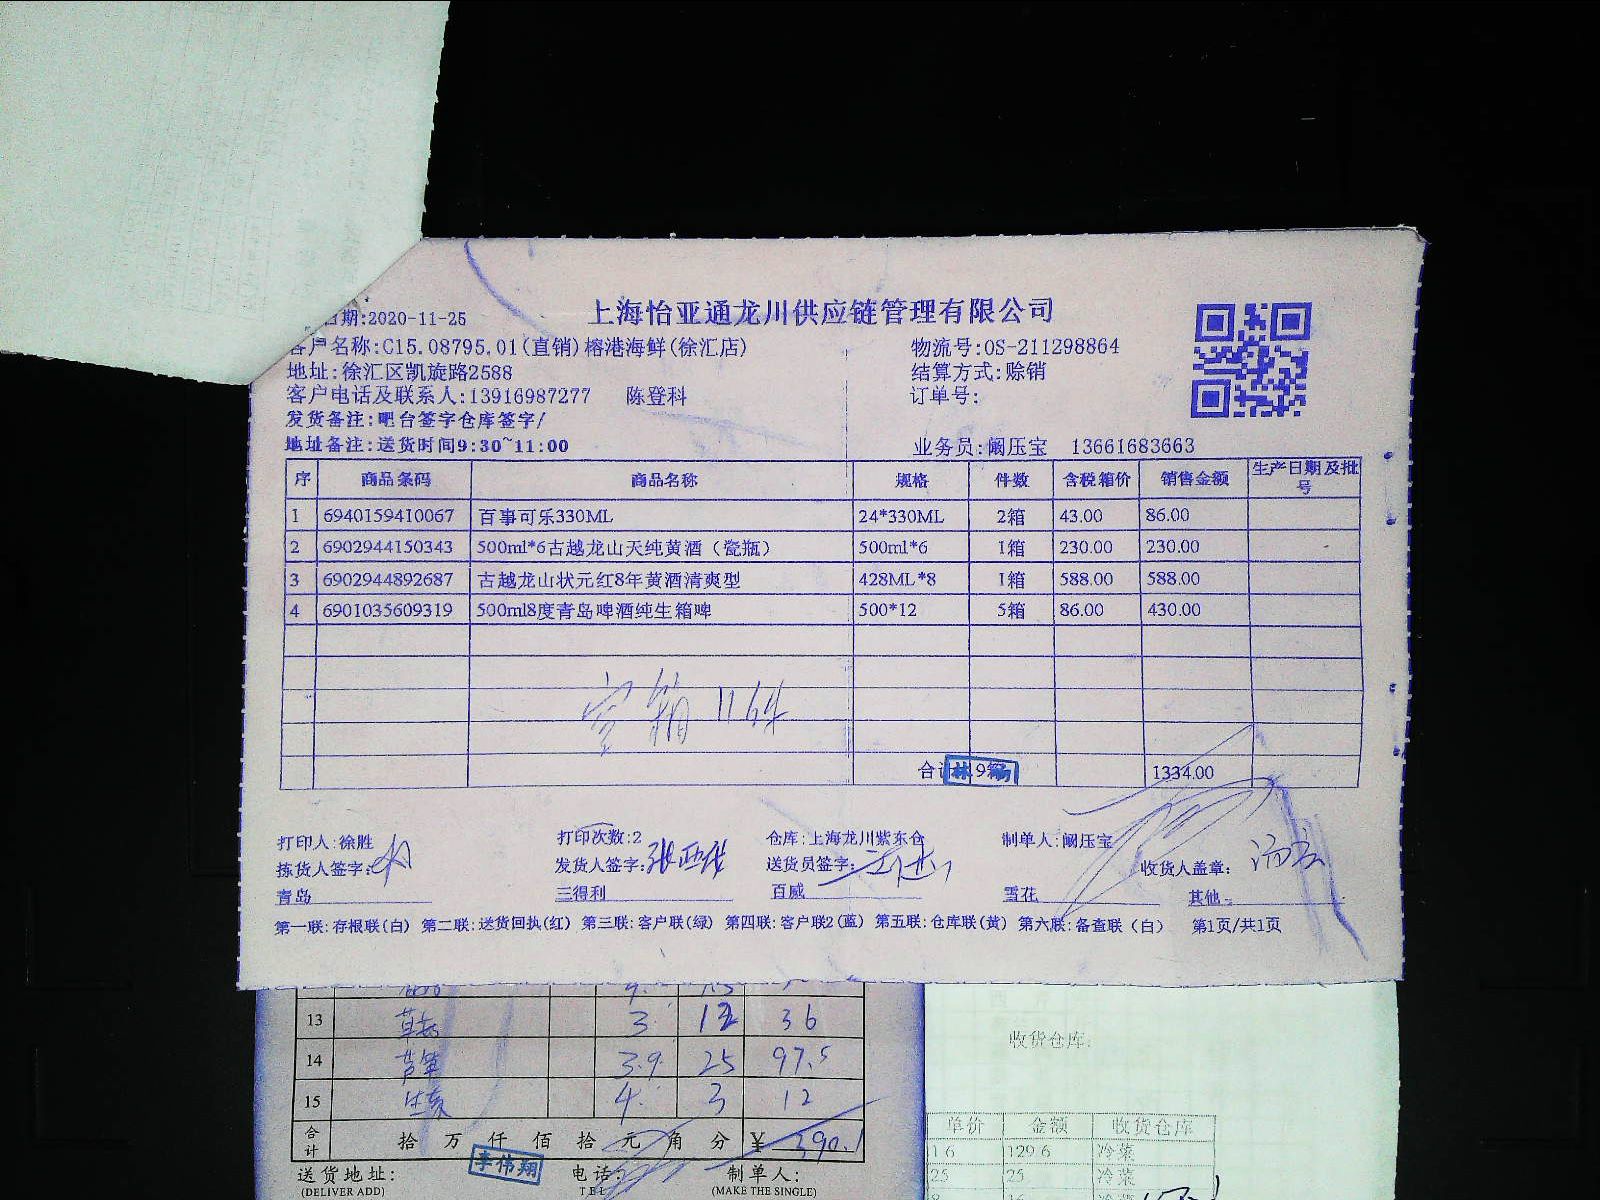 上海怡亚通龙川供应链管理有限公司
日期:2020-11-25
客户名称:C15.08795.01(直销)榕港海鲜(徐汇店)
物流号:OS-211298864
地址:徐汇区凯旋路2588
结算方式:赊销
客户电话及联系人:13916987277 陈登科
订单号:
发货备注:吧台签字仓库签字/
地址备注:送货时间9:30~11:00
业务员:阚压宝 13661683663
序 商品条码 商品名称 规格 件数 含税箱价 销售金额 生产日期及批号
1 6940159410067 百事可乐330ML 24*330ML 2箱 43.00 86.00
2 6902944150343 500ml*6古越龙山天纯黄酒（瓷瓶） 500ml*6 1箱 230.00 230.00
3 6902944892687 古越龙山状元红8年黄酒清爽型 428ML*8 1箱 588.00 588.00
4 6901035609319 500ml8度青岛啤酒纯生箱啤 500*12 5箱 86.00 430.00
空箱11件
合计 9箱 1334.00
打印人:徐胜 打印次数:2 仓库:上海龙川紫东仓 制单人:阚压宝
拣货人签字: 发货人签字: 送货员签字: 收货人盖章:
青岛 三得利 百威 雪花 其他
第一联:存根联(白) 第二联:送货回执(红) 第三联:客户联(绿) 第四联:客户联2(蓝) 第五联:仓库联(黄) 第六联:备查联（白） 第1页/共1页
13 3 12 36
14 芦笋 3.9 25 97.5
15 4 3 12
合计 拾 万 仟 佰 拾 元 角 分 ¥ 390.1
李伟翔
送货地址: 电话: 制单人:
(DELIVER ADD) TEL (MAKE THE SINGLE)
收货仓库:
单价 金额 收货仓库
16 129.6 冷菜
25 25 冷菜